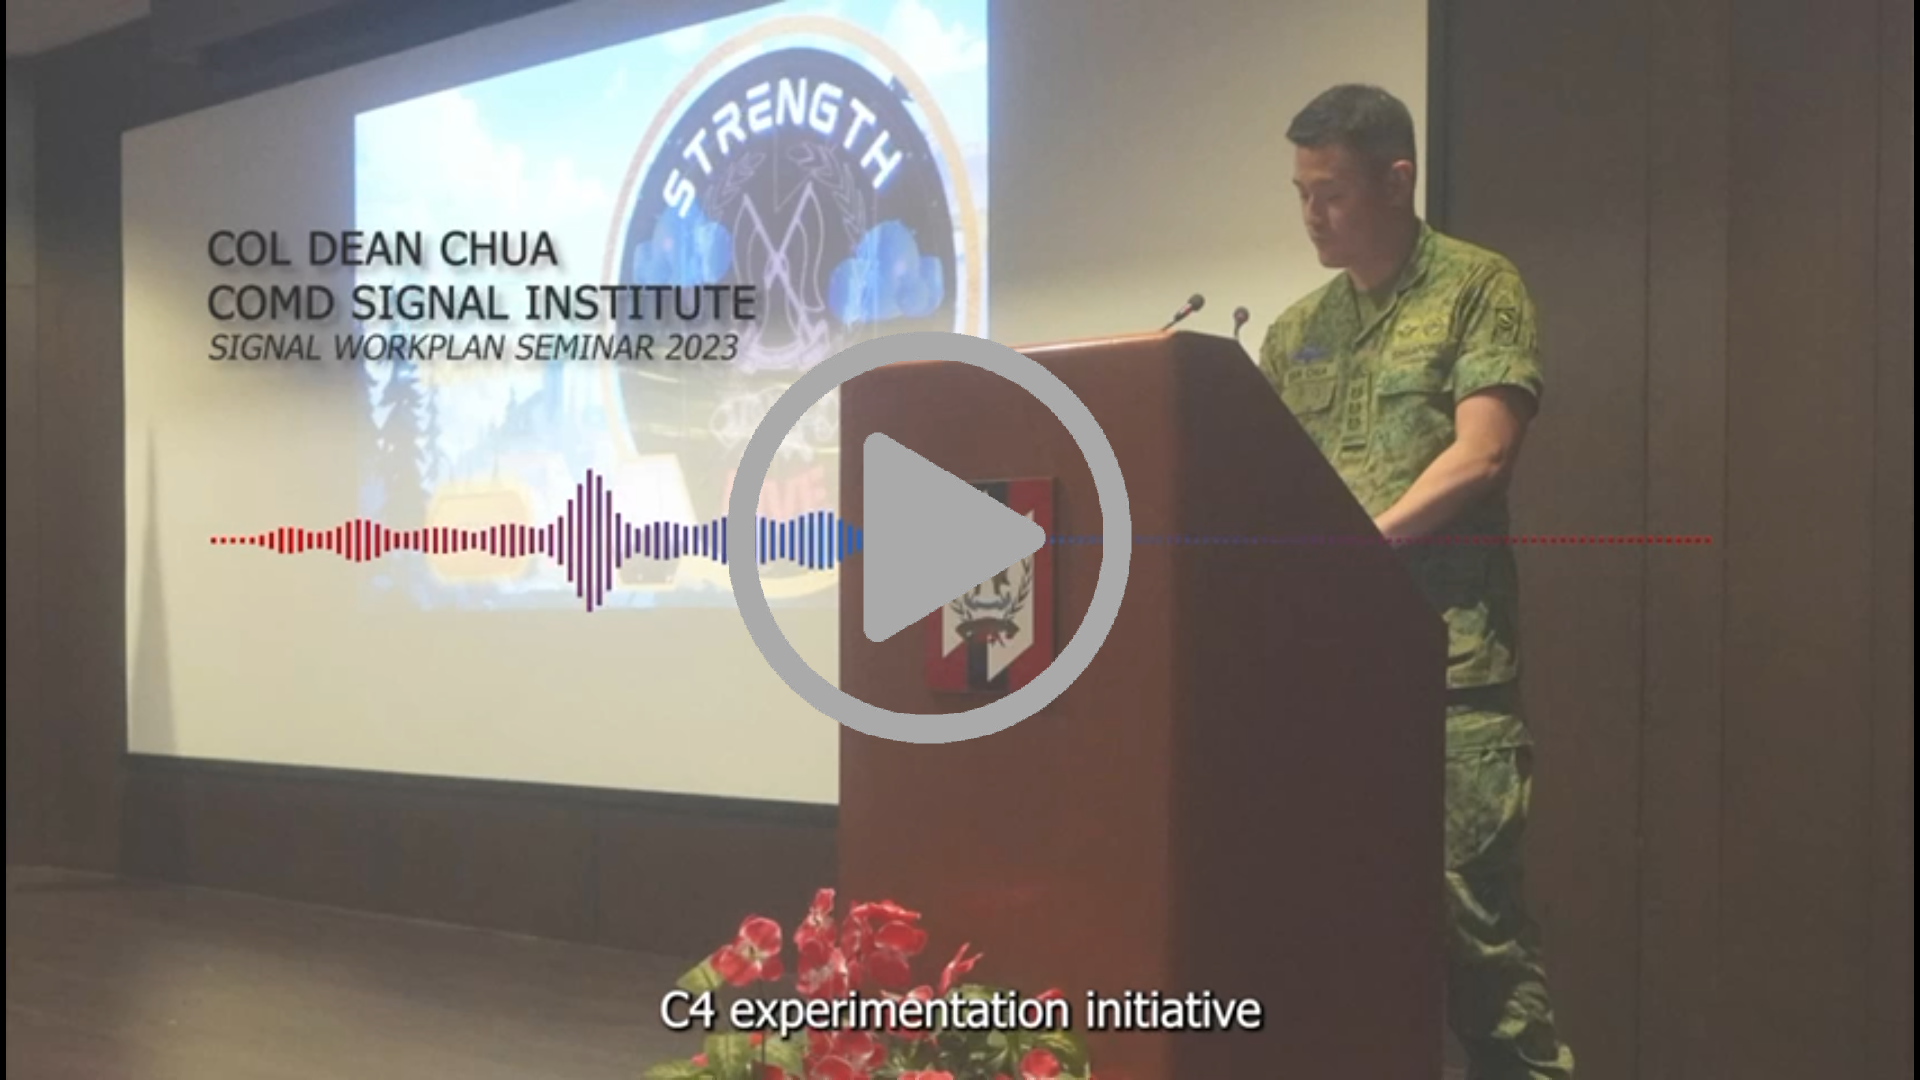 STRENGTH
COL DEAN CHUA
COMD SIGNAL INSTITUTE
SIGNAL WORKPLAN SEMINAR 2023
C4 experimentation initiative